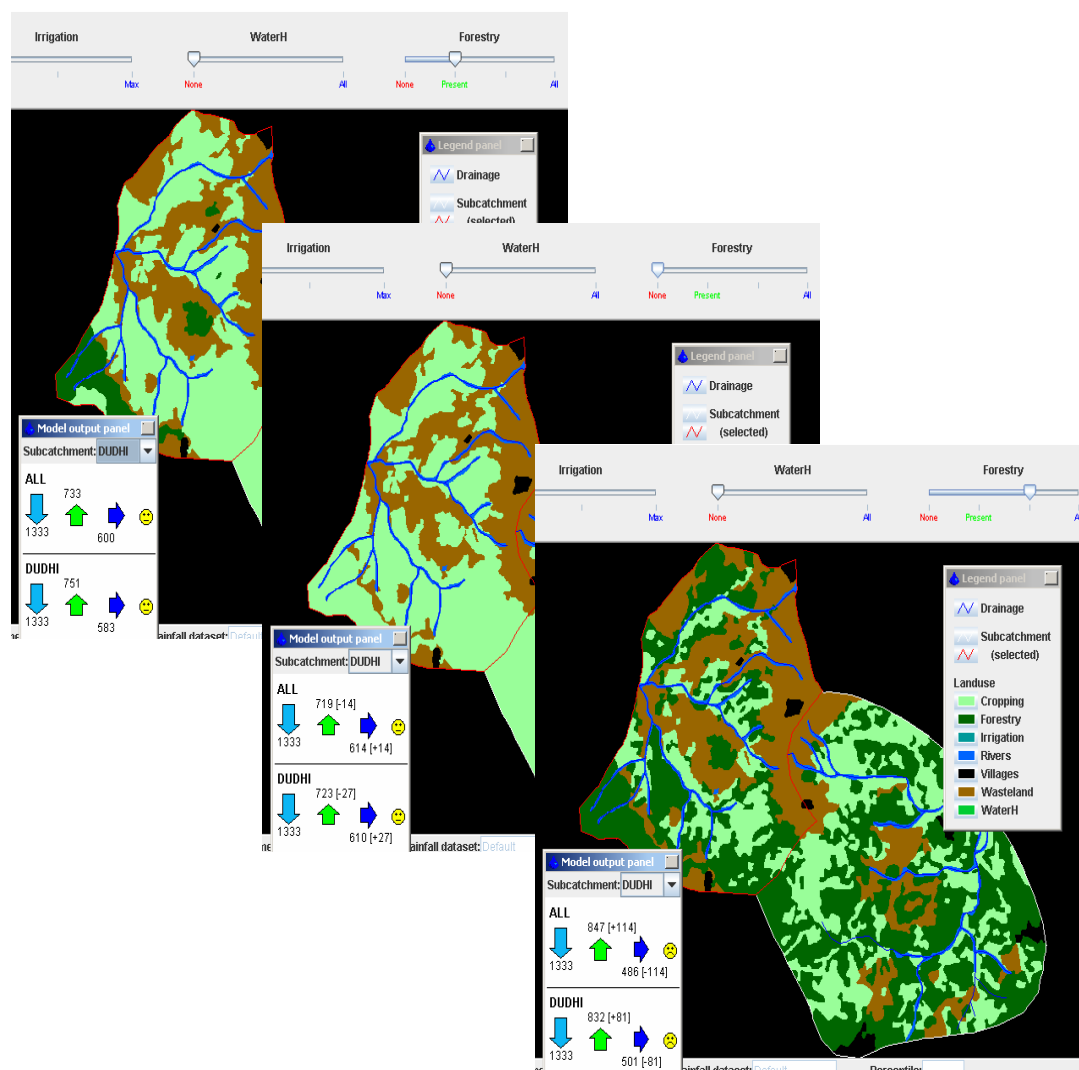 Irrigation WaterH Forestry
Max None All None Present All
Legend panel
Drainage
Subcatchment
(selected)
Model output panel
Subcatchment: DUDHI
ALL
733
1333
600
DUDHI
751
1333
583
ainfall dataset: Default
Irrigation WaterH Forestry
Max None All None Present All
Legend panel
Drainage
Subcatchment
(selected)
Model output panel
Subcatchment: DUDHI
ALL
719 [-14]
1333
614 [+14]
DUDHI
723 [-27]
1333
610 [+27]
ainfall dataset: Default
Irrigation WaterH Forestry
Max None All None Present A
Legend panel
Drainage
Subcatchment
(selected)
Landuse
Cropping
Forestry
Irrigation
Rivers
Villages
Wasteland
WaterH
Model output panel
Subcatchment: DUDHI
ALL
847 [+114]
1333
486 [-114]
DUDHI
832 [+81]
1333
501 [-81]